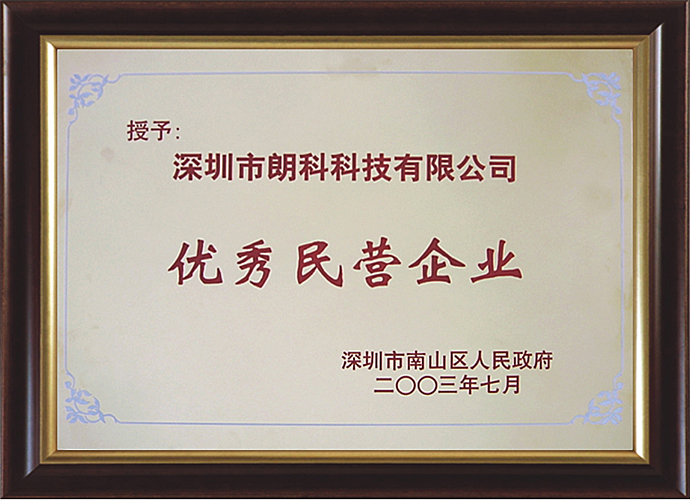 授予:
深圳市朗科科技有限公司
优秀民营企业
深圳市南山区人民政府
二〇〇三年七月